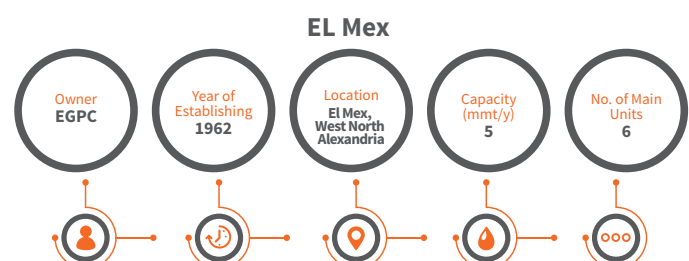 EL Mex
Owner
EGPC
Year of
Establishing
1962
Location
El Mex,
West North
Alexandria
Capacity
(mmt/y)
5
No. of Main
Units
6